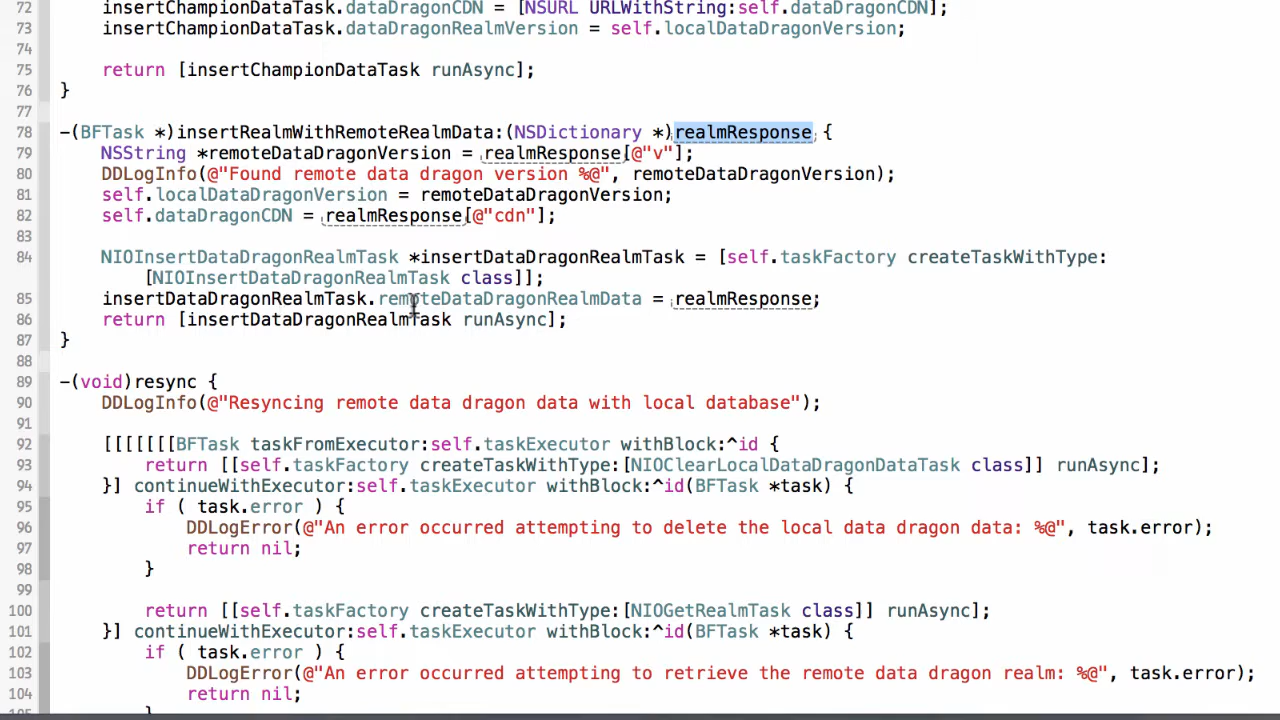 72 insertChampionDataTask.dataDragonCDN = [NSURL URLWithString:self.dataDragonCDN];
73 insertChampionDataTask.dataDragonRealmVersion = self.localDataDragonVersion;
74
75 return [insertChampionDataTask runAsync];
76 }
77
78 -(BFTask *)insertRealmWithRemoteRealmData:(NSDictionary *)realmResponse {
79 NSString *remoteDataDragonVersion = realmResponse[@"v"];
80 DDLogInfo(@"Found remote data dragon version %@", remoteDataDragonVersion);
81 self.localDataDragonVersion = remoteDataDragonVersion;
82 self.dataDragonCDN = realmResponse[@"cdn"];
83
84 NIOInsertDataDragonRealmTask *insertDataDragonRealmTask = [self.taskFactory createTaskWithType:
[NIOInsertDataDragonRealmTask class]];
85 insertDataDragonRealmTask.remoteDataDragonRealmData = realmResponse;
86 return [insertDataDragonRealmTask runAsync];
87 }
88
89 -(void)resync {
90 DDLogInfo(@"Resyncing remote data dragon data with local database");
91
92 [[[[[[[BFTask taskFromExecutor:self.taskExecutor withBlock:^id {
93 return [[self.taskFactory createTaskWithType:[NIOClearLocalDataDragonDataTask class]] runAsync];
94 }] continueWithExecutor:self.taskExecutor withBlock:^id(BFTask *task) {
95 if ( task.error ) {
96 DDLogError(@"An error occurred attempting to delete the local data dragon data: %@", task.error);
97 return nil;
98 }
99
100 return [[self.taskFactory createTaskWithType:[NIOGetRealmTask class]] runAsync];
101 }] continueWithExecutor:self.taskExecutor withBlock:^id(BFTask *task) {
102 if ( task.error ) {
103 DDLogError(@"An error occurred attempting to retrieve the remote data dragon realm: %@", task.error);
104 return nil;